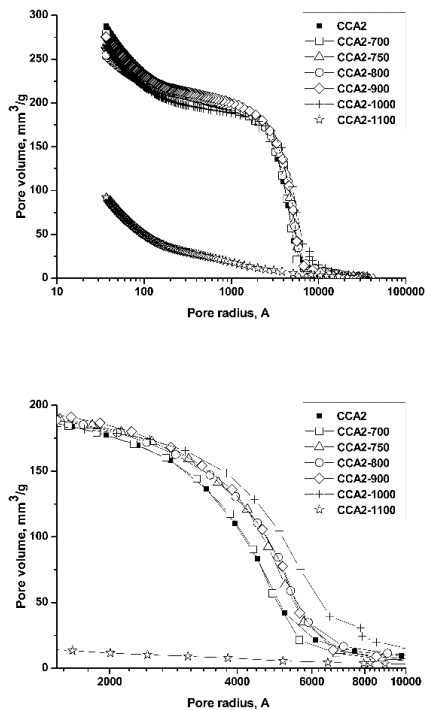 300
250
200
150
100
50
0
10
100
1000
10000
100000
Pore volume, mm³/g
Pore radius, A
CCA2
CCA2-700
CCA2-750
CCA2-800
CCA2-900
CCA2-1000
CCA2-1100
200
150
100
50
0
2000
4000
6000
8000
10000
Pore volume, mm³/g
Pore radius, A
CCA2
CCA2-700
CCA2-750
CCA2-800
CCA2-900
CCA2-1000
CCA2-1100